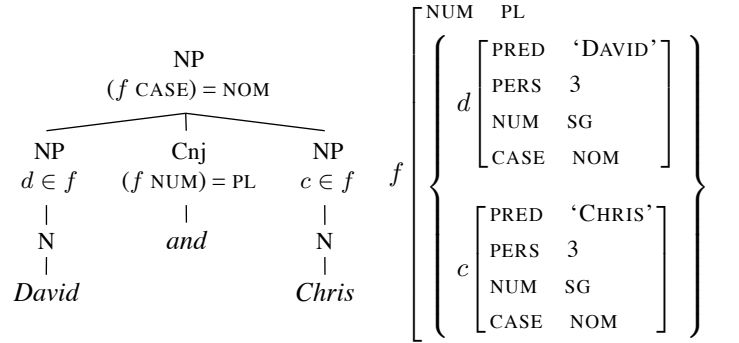 NP
(f CASE) = NOM
NP Cnj NP
d ∈ f (f NUM) = PL c ∈ f
N and N
David Chris
f
NUM PL
d
PRED ‘DAVID’
PERS 3
NUM SG
CASE NOM
c
PRED ‘CHRIS’
PERS 3
NUM SG
CASE NOM